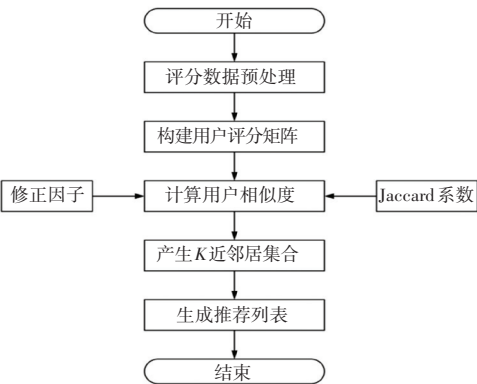 开始
评分数据预处理
构建用户评分矩阵
修正因子
计算用户相似度
Jaccard系数
产生K近邻居集合
生成推荐列表
结束